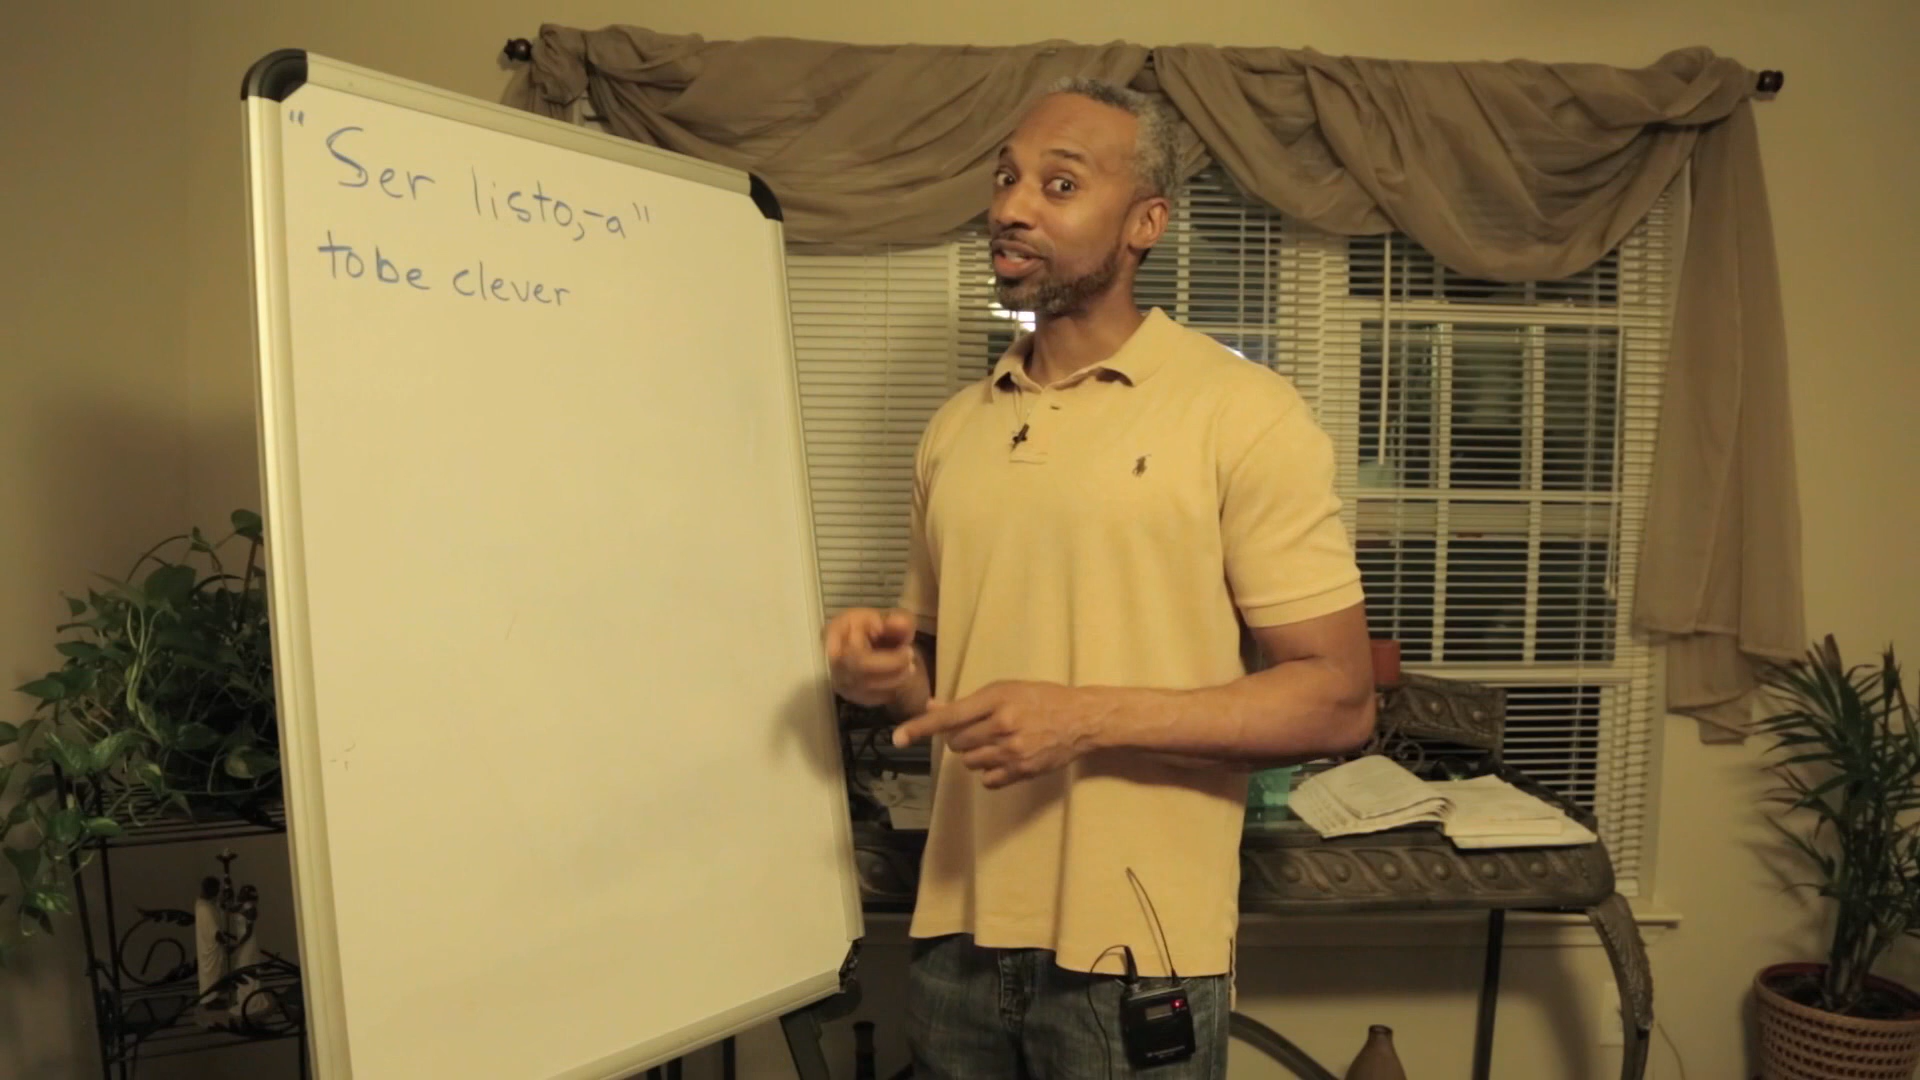 "Ser listo,-a"
to be clever